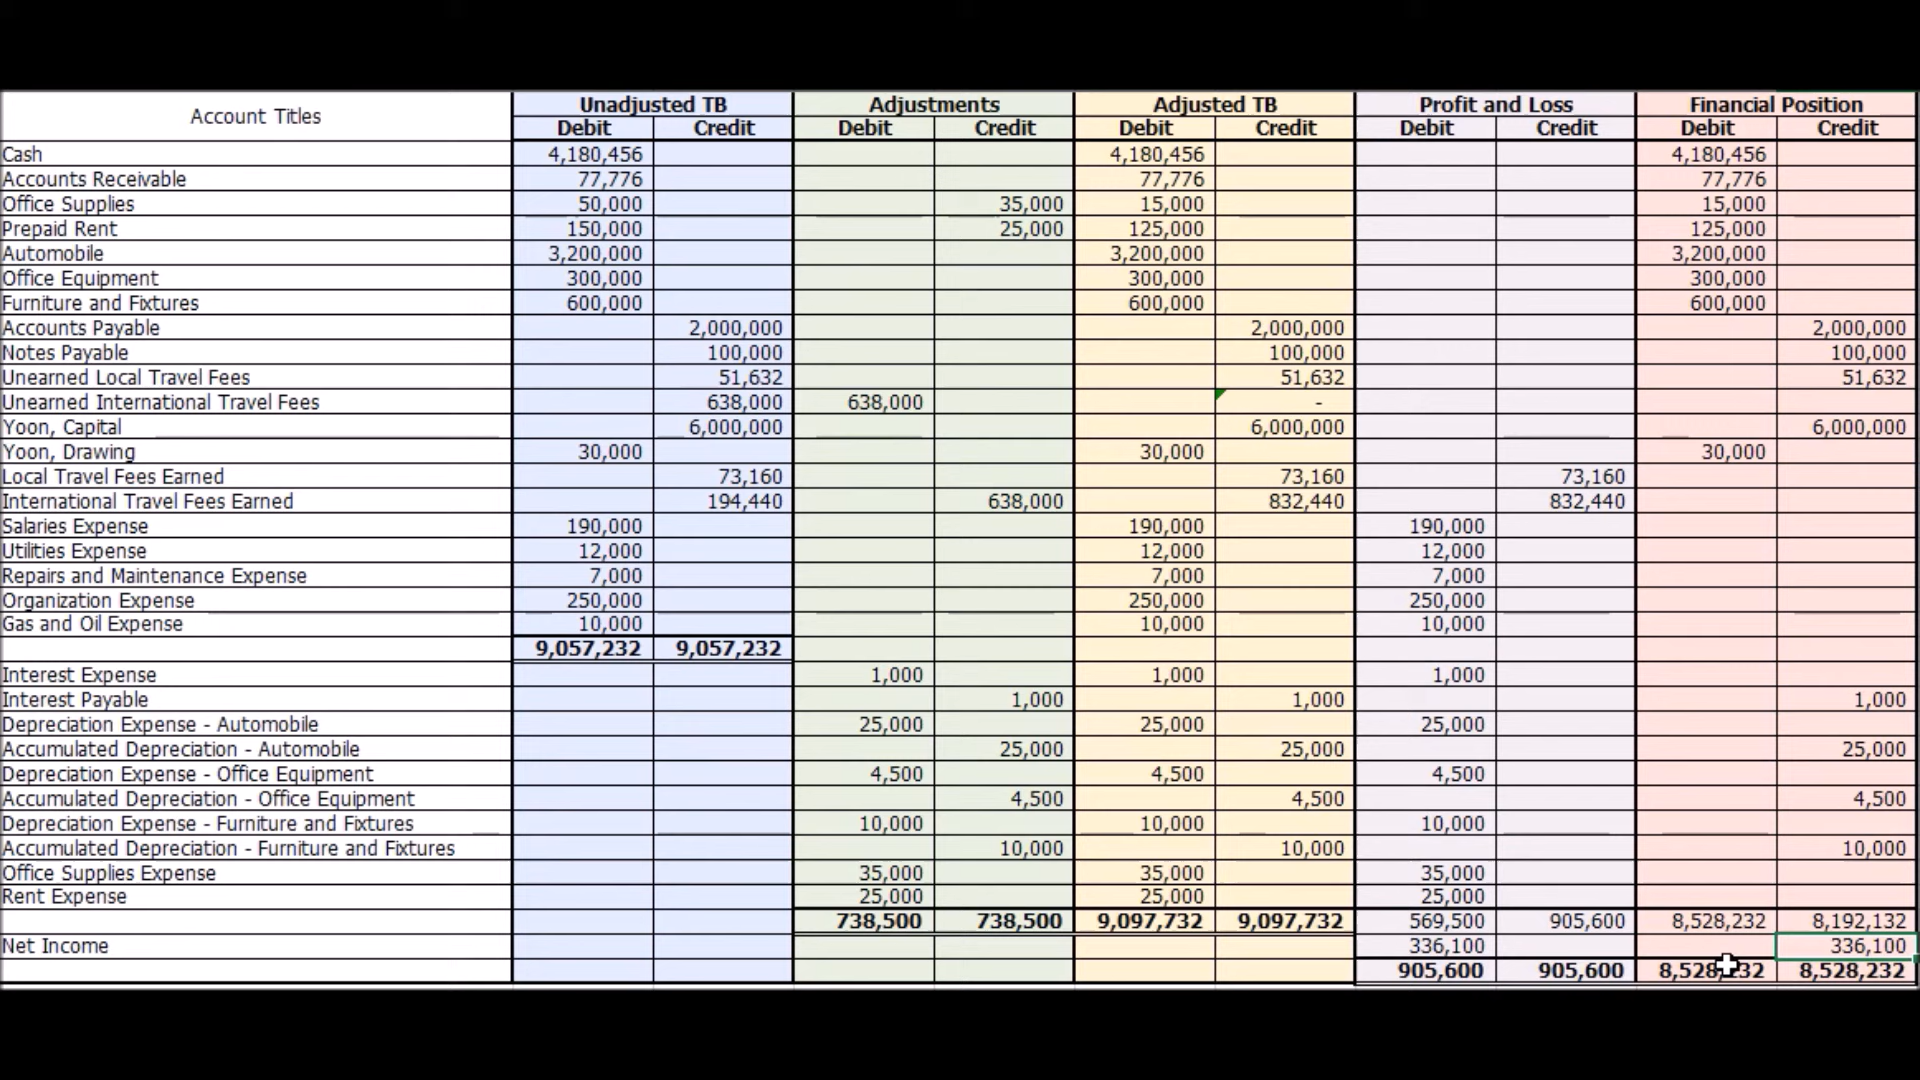 Account Titles Unadjusted TB Adjustments Adjusted TB Profit and Loss Financial Position
Debit Credit Debit Credit Debit Credit Debit Credit Debit Credit
Cash 4,180,456 4,180,456 4,180,456
Accounts Receivable 77,776 77,776 77,776
Office Supplies 50,000 35,000 15,000 15,000
Prepaid Rent 150,000 25,000 125,000 125,000
Automobile 3,200,000 3,200,000 3,200,000
Office Equipment 300,000 300,000 300,000
Furniture and Fixtures 600,000 600,000 600,000
Accounts Payable 2,000,000 2,000,000 2,000,000
Notes Payable 100,000 100,000 100,000
Unearned Local Travel Fees 51,632 51,632 51,632
Unearned International Travel Fees 638,000 638,000 -
Yoon, Capital 6,000,000 6,000,000 6,000,000
Yoon, Drawing 30,000 30,000 30,000
Local Travel Fees Earned 73,160 73,160 73,160
International Travel Fees Earned 194,440 638,000 832,440 832,440
Salaries Expense 190,000 190,000 190,000
Utilities Expense 12,000 12,000 12,000
Repairs and Maintenance Expense 7,000 7,000 7,000
Organization Expense 250,000 250,000 250,000
Gas and Oil Expense 10,000 10,000 10,000
9,057,232 9,057,232
Interest Expense 1,000 1,000 1,000
Interest Payable 1,000 1,000 1,000
Depreciation Expense - Automobile 25,000 25,000 25,000
Accumulated Depreciation - Automobile 25,000 25,000 25,000
Depreciation Expense - Office Equipment 4,500 4,500 4,500
Accumulated Depreciation - Office Equipment 4,500 4,500 4,500
Depreciation Expense - Furniture and Fixtures 10,000 10,000 10,000
Accumulated Depreciation - Furniture and Fixtures 10,000 10,000 10,000
Office Supplies Expense 35,000 35,000 35,000
Rent Expense 25,000 25,000 25,000
738,500 738,500 9,097,732 9,097,732 569,500 905,600 8,528,232 8,192,132
Net Income 336,100 336,100
905,600 905,600 8,528,232 8,528,232